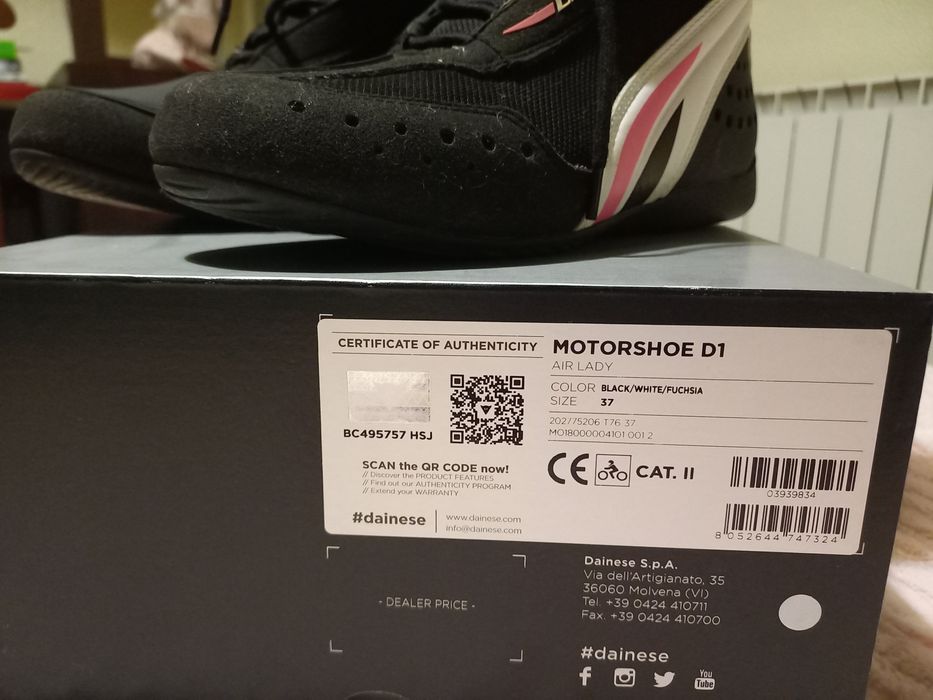 CERTIFICATE OF AUTHENTICITY
BC495757 HSJ
SCAN the QR CODE now!
// Discover the PRODUCT FEATURES
// Find out our AUTHENTICITY PROGRAM
// Extend your WARRANTY
#dainese
www.dainese.com
info@dainese.com
MOTORSHOE D1
AIR LADY
COLOR BLACK/WHITE/FUCHSIA
SIZE 37
202775206 T76 37
MO18000004101 001 2
CE CAT. II
03939834
8 052644 747324
- DEALER PRICE -
Dainese S.p.A.
Via dell'Artigianato, 35
36060 Molvena (VI)
Tel. +39 0424 410711
Fax. +39 0424 410700
#dainese
f
You
Tube